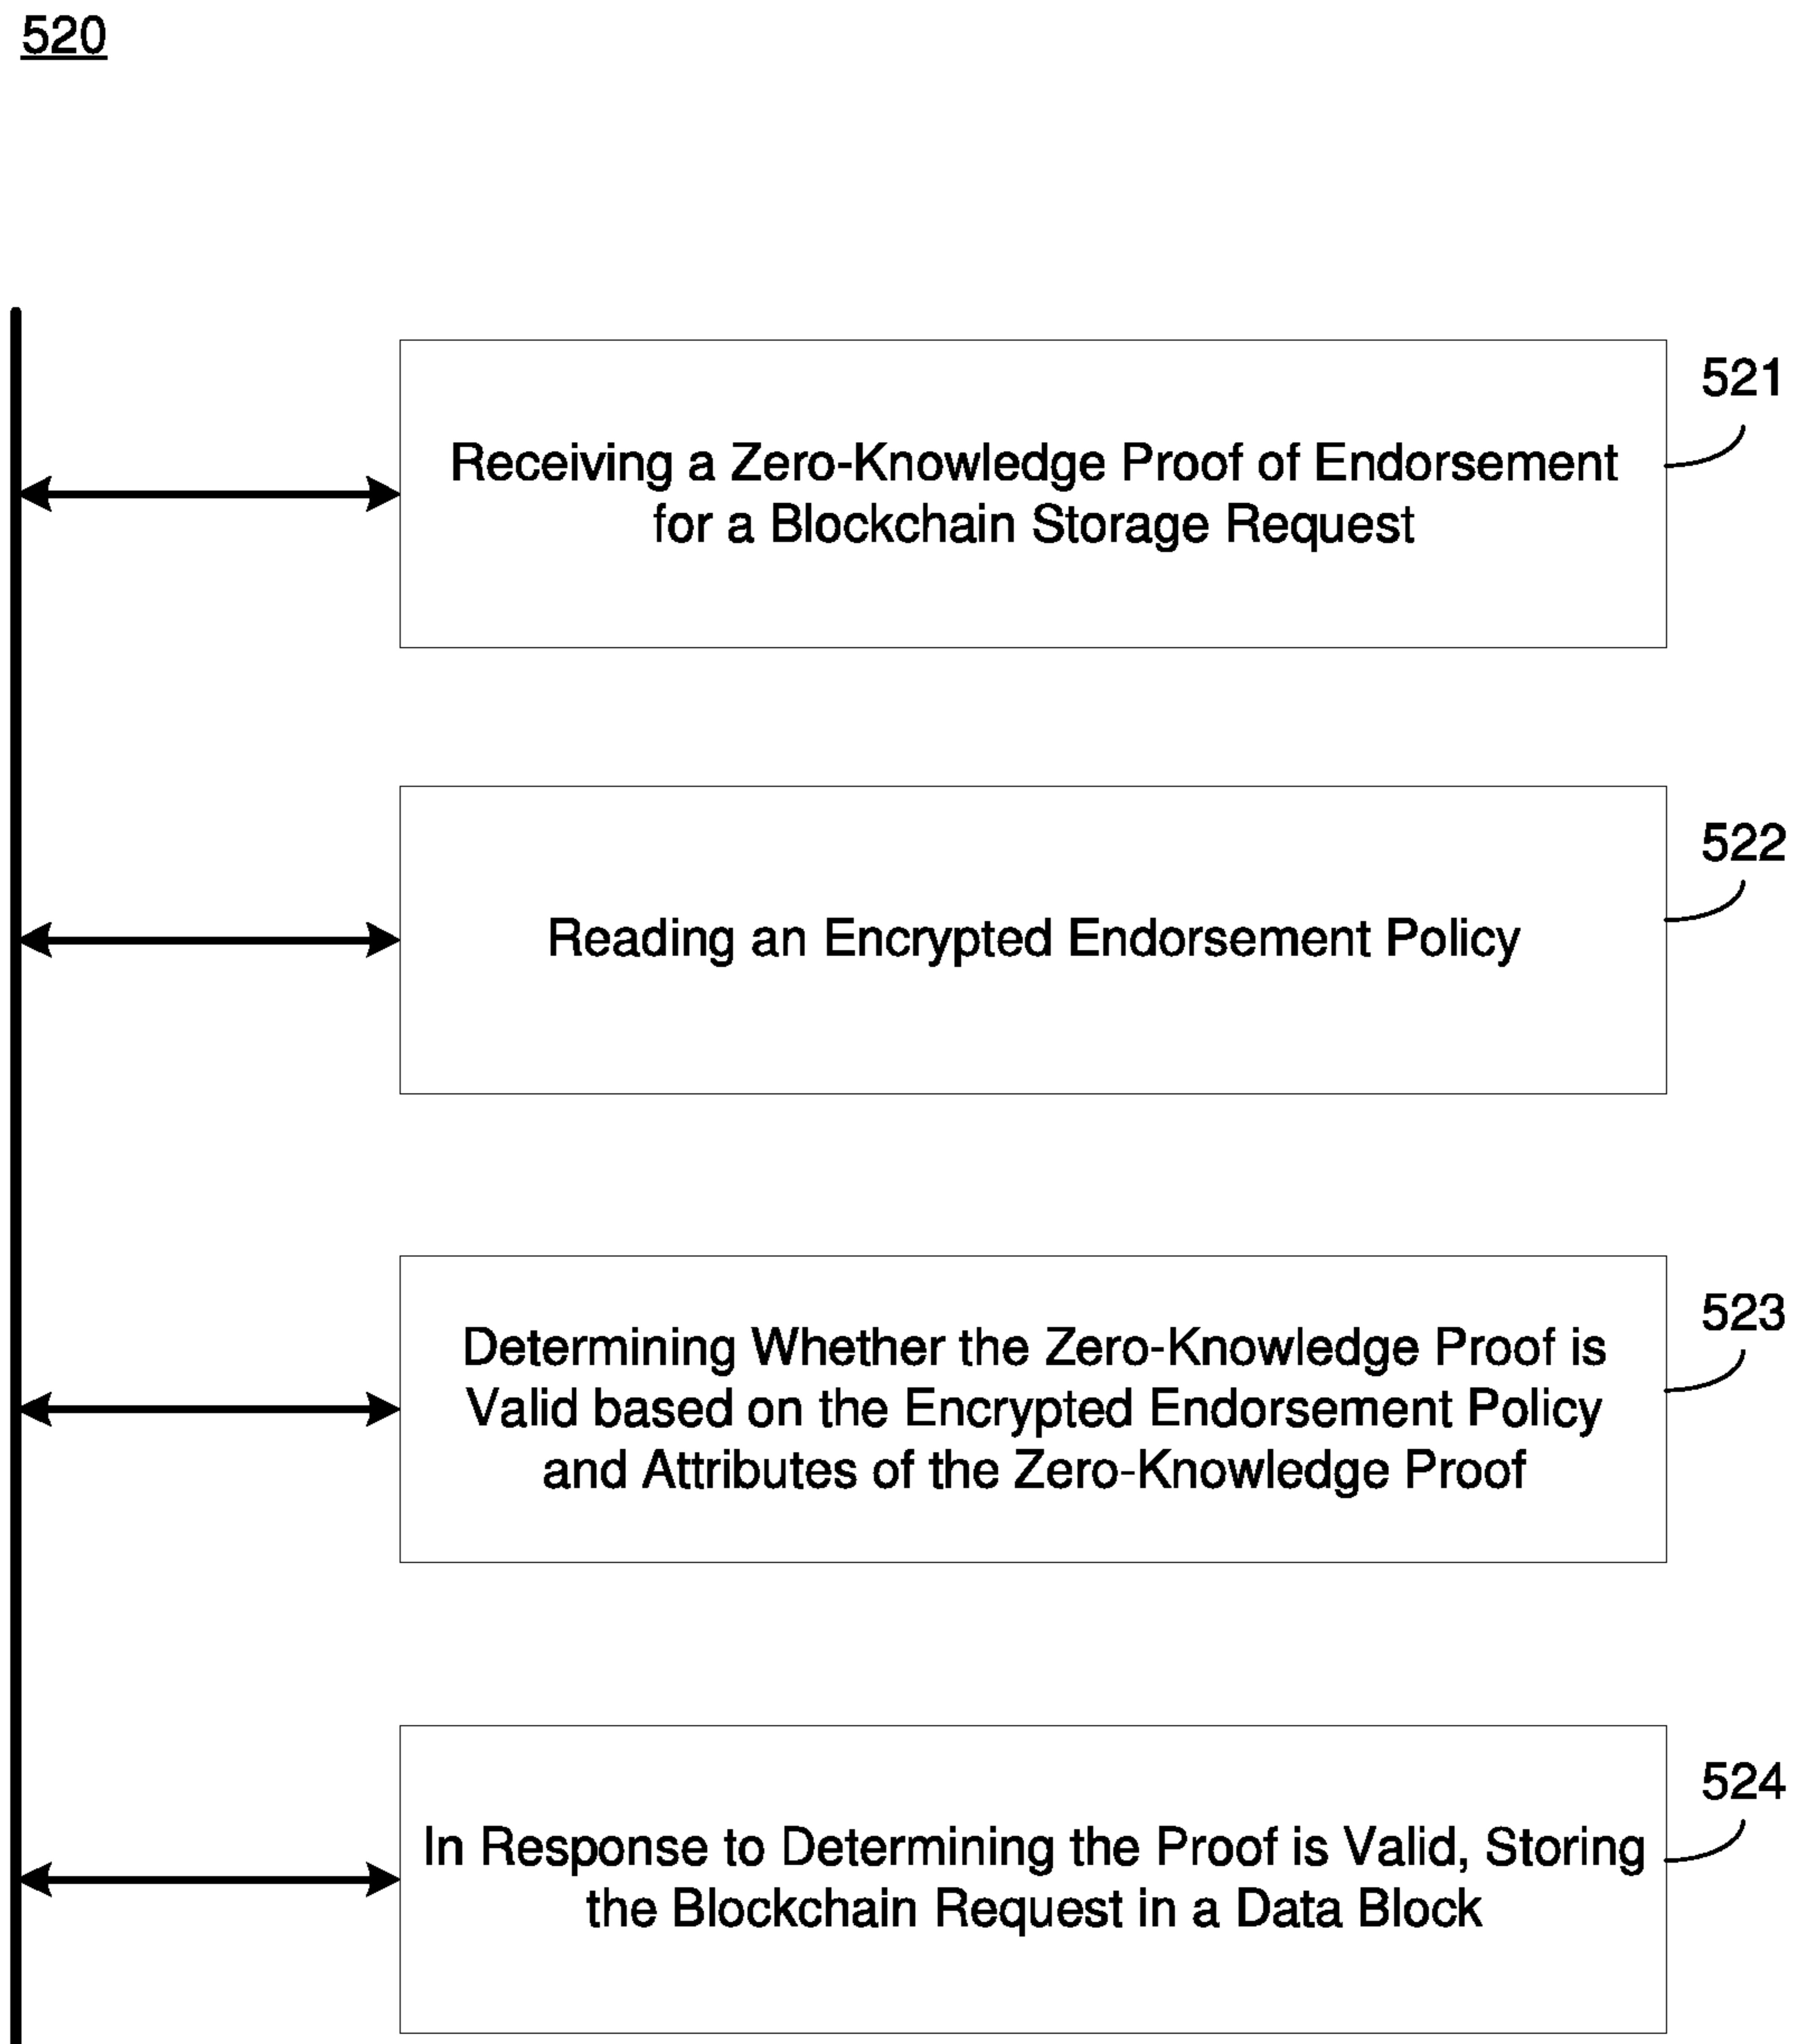 520
521
Receiving a Zero-Knowledge Proof of Endorsement
for a Blockchain Storage Request
522
Reading an Encrypted Endorsement Policy
523
Determining Whether the Zero-Knowledge Proof is
Valid based on the Encrypted Endorsement Policy
and Attributes of the Zero-Knowledge Proof
524
In Response to Determining the Proof is Valid, Storing
the Blockchain Request in a Data Block